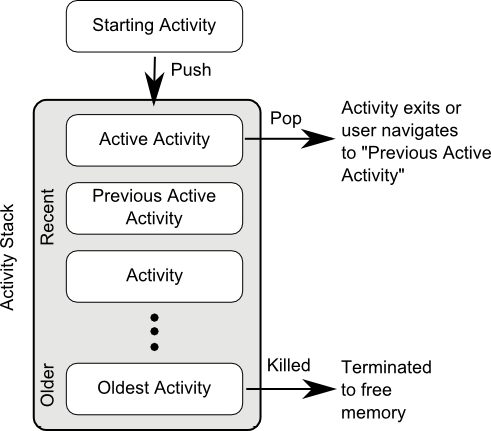 Starting Activity
Push
Active Activity
Pop
Activity exits or
user navigates
to "Previous Active
Activity"
Activity Stack
Recent
Previous Active
Activity
Activity
Older
Oldest Activity
Killed
Terminated
to free
memory